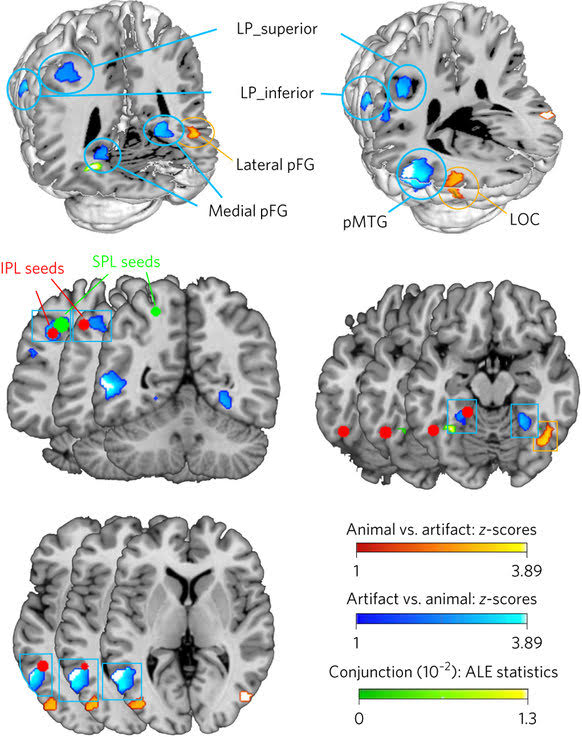 LP_superior
LP_inferior
Lateral pFG
Medial pFG
pMTG
LOC
IPL seeds
SPL seeds
Animal vs. artifact: z-scores
1 3.89
Artifact vs. animal: z-scores
1 3.89
Conjunction (10⁻²): ALE statistics
0 1.3